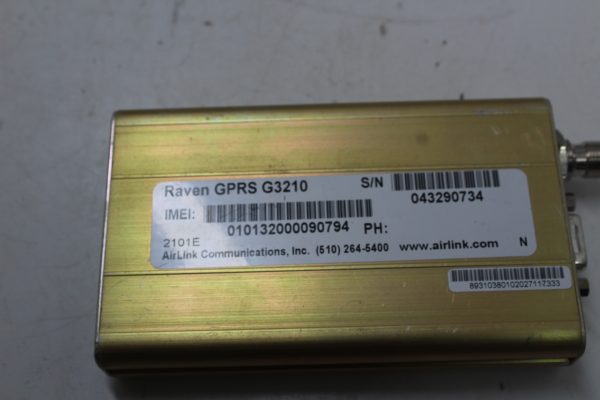 Raven GPRS G3210 S/N
043290734
IMEI:
010132000090794 PH:
2101E
AirLink Communications, Inc. (510) 264-5400 www.airlink.com N
89310380102027117333